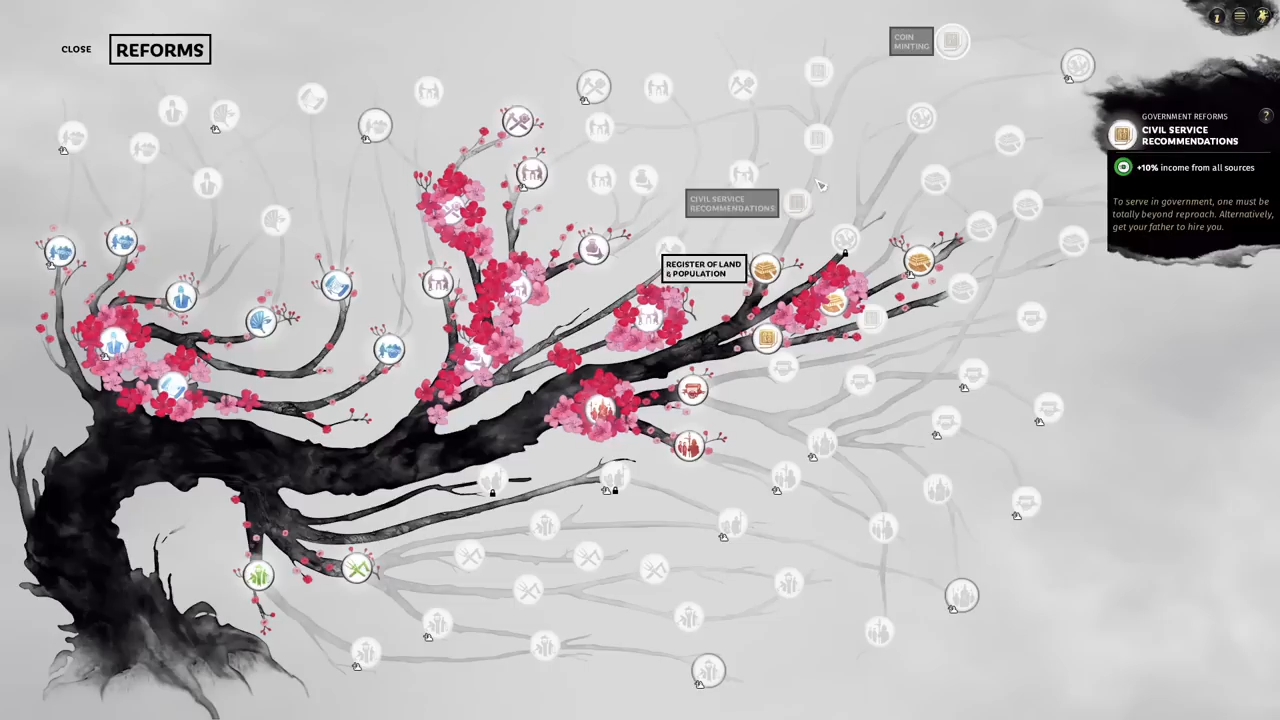 CLOSE
REFORMS
COIN
MINTING
GOVERNMENT REFORMS
?
CIVIL SERVICE
RECOMMENDATIONS
+10% income from all sources
To serve in government, one must be
totally beyond reproach. Alternatively,
get your father to hire you.
CIVIL SERVICE
RECOMMENDATIONS
REGISTER OF LAND
& POPULATION